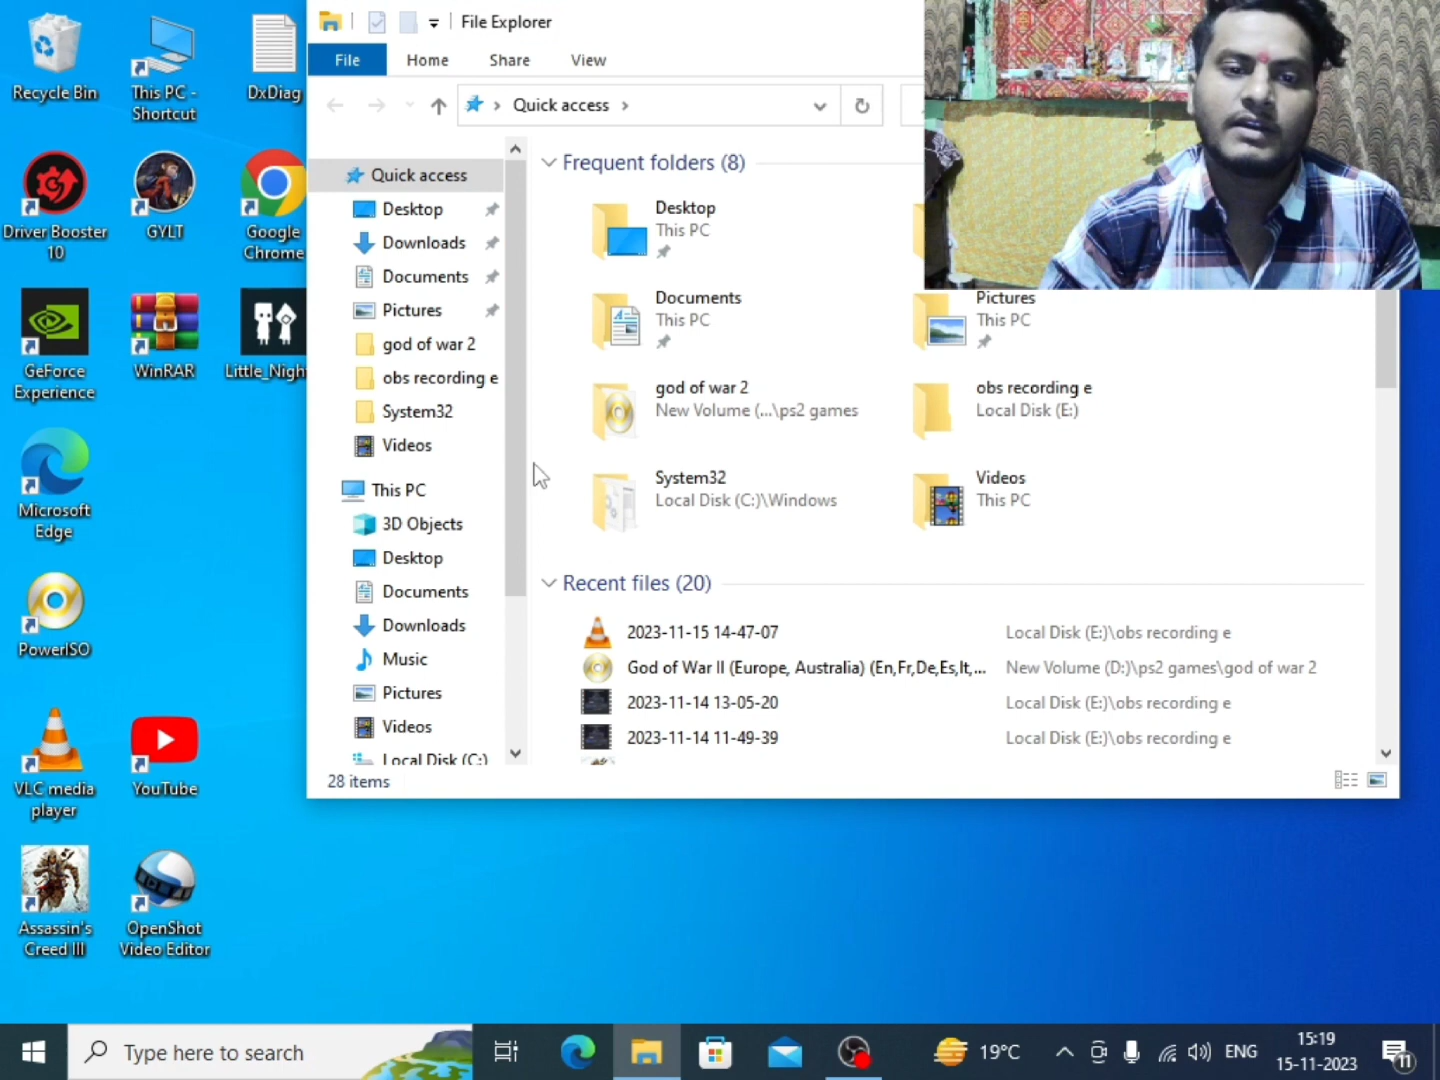 File Explorer
File Home Share View
Quick access
Recycle Bin
This PC -
Shortcut
DxDiag
Driver Booster
10
GYLT
Google
Chrome
GeForce
Experience
WinRAR
Little_Nigh
Microsoft
Edge
PowerISO
VLC media
player
YouTube
Assassin's
Creed III
OpenShot
Video Editor
Quick access
Desktop
Downloads
Documents
Pictures
god of war 2
obs recording e
System32
Videos
This PC
3D Objects
Desktop
Documents
Downloads
Music
Pictures
Videos
Local Disk (C:)
Frequent folders (8)
Desktop
This PC
Documents
This PC
Pictures
This PC
god of war 2
New Volume (...\ps2 games
obs recording e
Local Disk (E:)
System32
Local Disk (C:)\Windows
Videos
This PC
Recent files (20)
2023-11-15 14-47-07 Local Disk (E:)\obs recording e
God of War II (Europe, Australia) (En,Fr,De,Es,It,... New Volume (D:)\ps2 games\god of war 2
2023-11-14 13-05-20 Local Disk (E:)\obs recording e
2023-11-14 11-49-39 Local Disk (E:)\obs recording e
28 items
Type here to search
19°C
ENG
15:19
15-11-2023
11